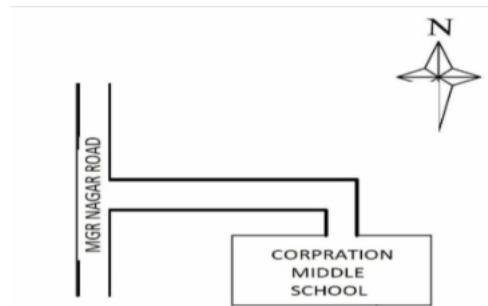 N
MGR NAGAR ROAD
CORPRATION
MIDDLE
SCHOOL